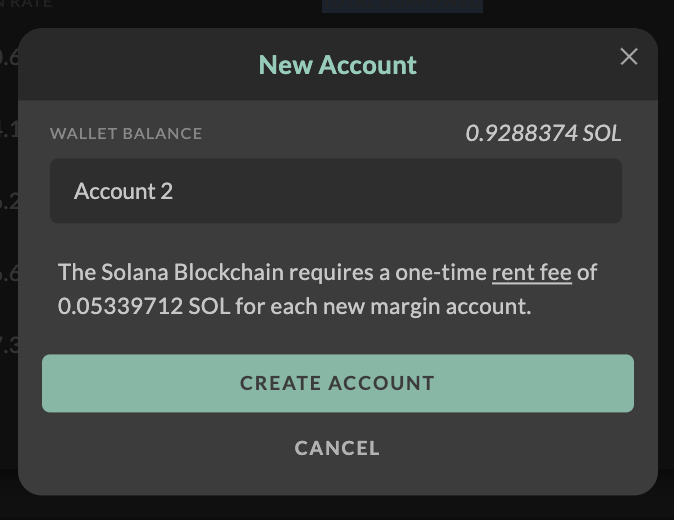 N RATE
New Account
WALLET BALANCE 0.9288374 SOL
Account 2
The Solana Blockchain requires a one-time rent fee of
0.05339712 SOL for each new margin account.
CREATE ACCOUNT
CANCEL